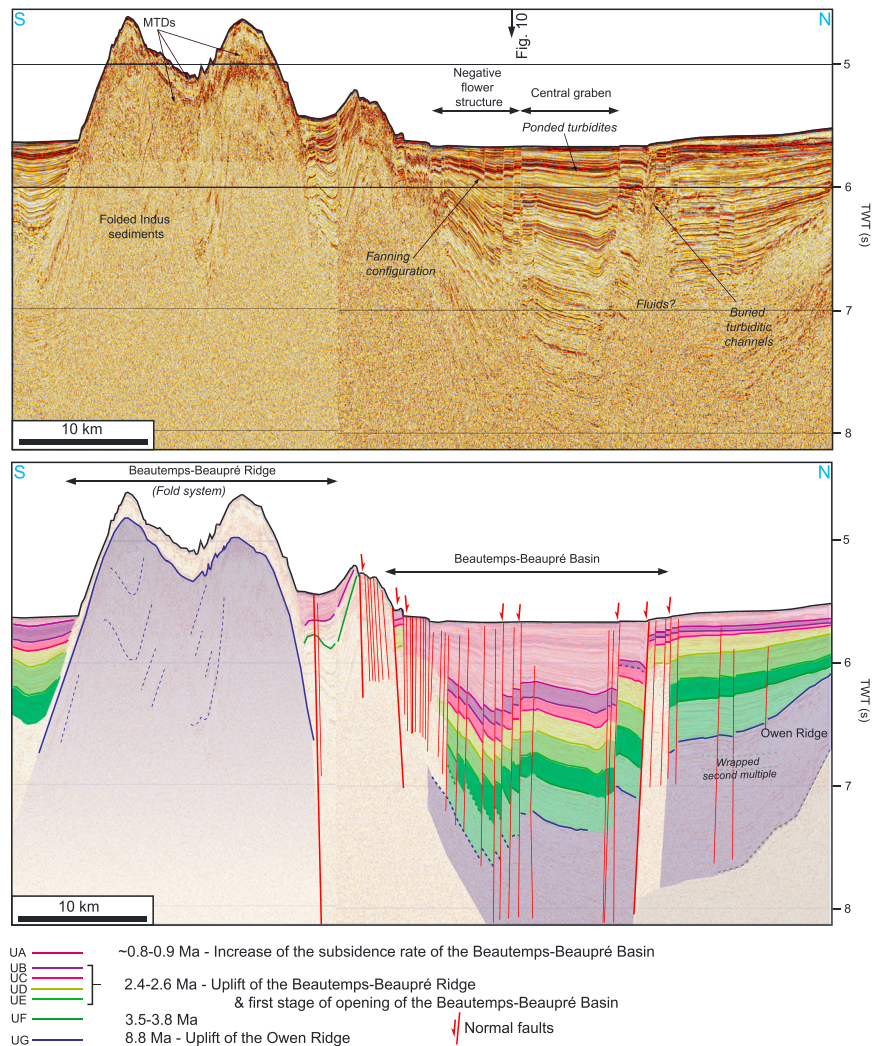 S
N
MTDs
Fig. 10
5
Negative
flower
structure
Central graben
Ponded turbidites
6
Folded Indus
sediments
TWT (s)
Fanning
configuration
Fluids?
7
Buried
turbiditic
channels
10 km
8
S
Beautemps-Beaupré Ridge
N
(Fold system)
5
Beautemps-Beaupré Basin
6
TWT (s)
Owen Ridge
Wrapped
second multiple
7
10 km
8
UA
~0.8-0.9 Ma - Increase of the subsidence rate of the Beautemps-Beaupré Basin
UB
UC
UD
UE
2.4-2.6 Ma - Uplift of the Beautemps-Beaupré Ridge
& first stage of opening of the Beautemps-Beaupré Basin
UF
3.5-3.8 Ma
Normal faults
UG
8.8 Ma - Uplift of the Owen Ridge